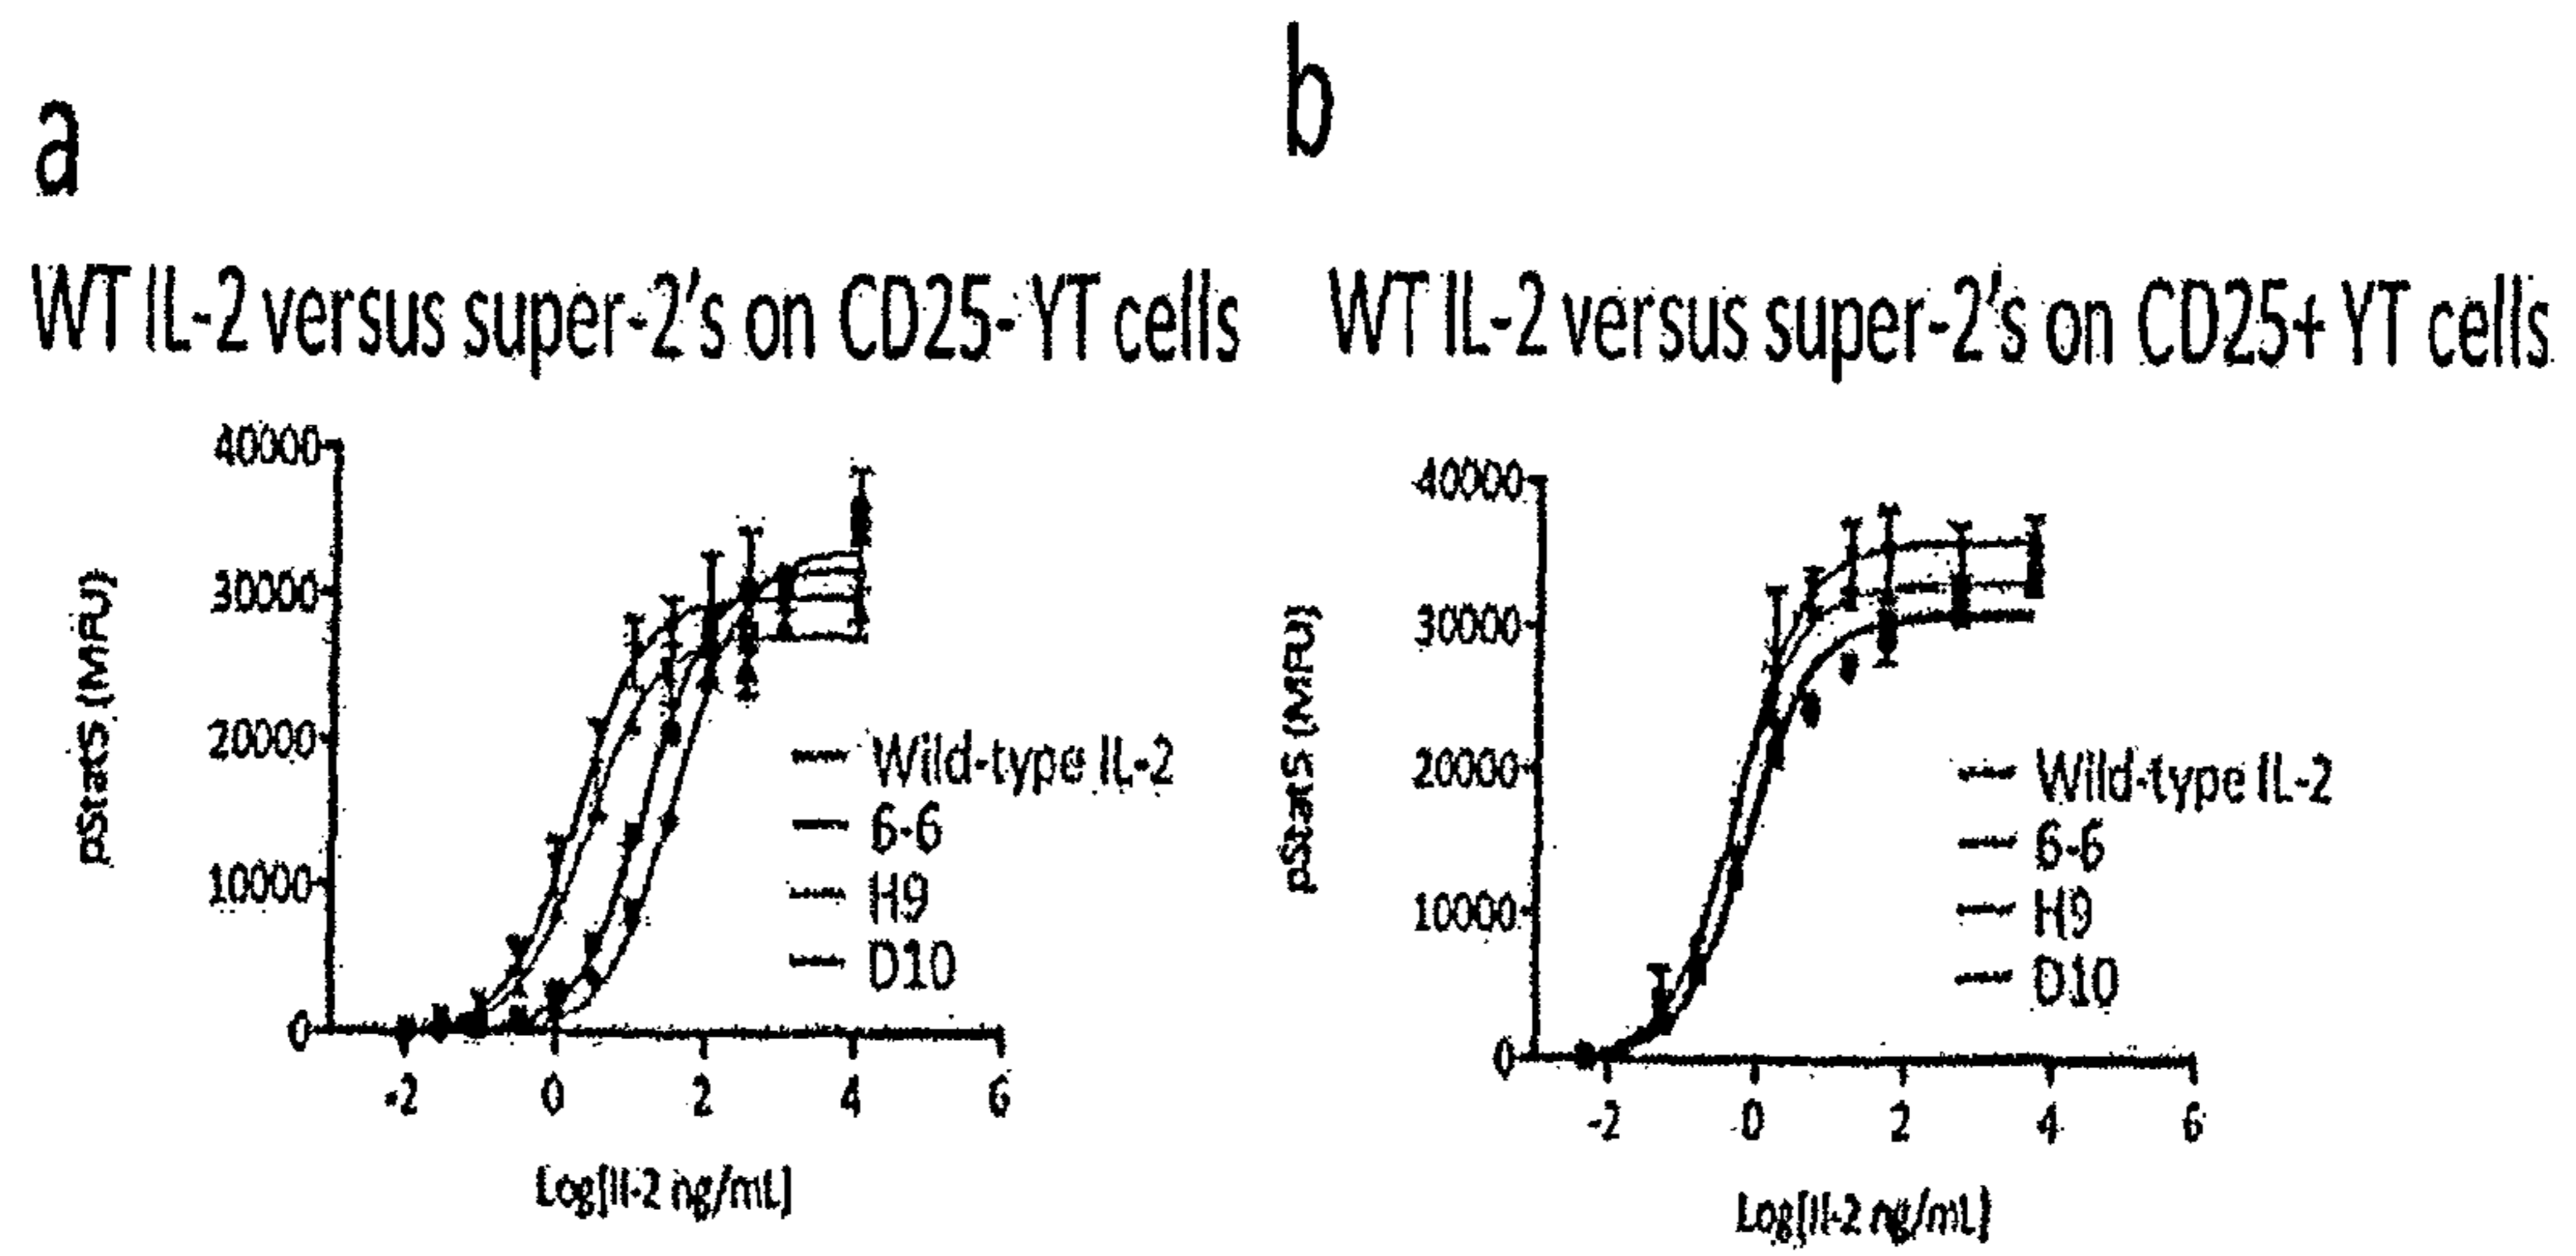 a
WT IL-2 versus super-2's on CD25- YT cells
40000
30000
20000
10000
0
-2
0
2
4
6
pStat5 (MFU)
Log[Il-2 ng/mL]
Wild-type IL-2
6-6
H9
D10
b
WT IL-2 versus super-2's on CD25+ YT cells
40000
30000
20000
10000
0
-2
0
2
4
6
pStat5 (MFU)
Log[Il-2 ng/mL]
Wild-type IL-2
6-6
H9
D10